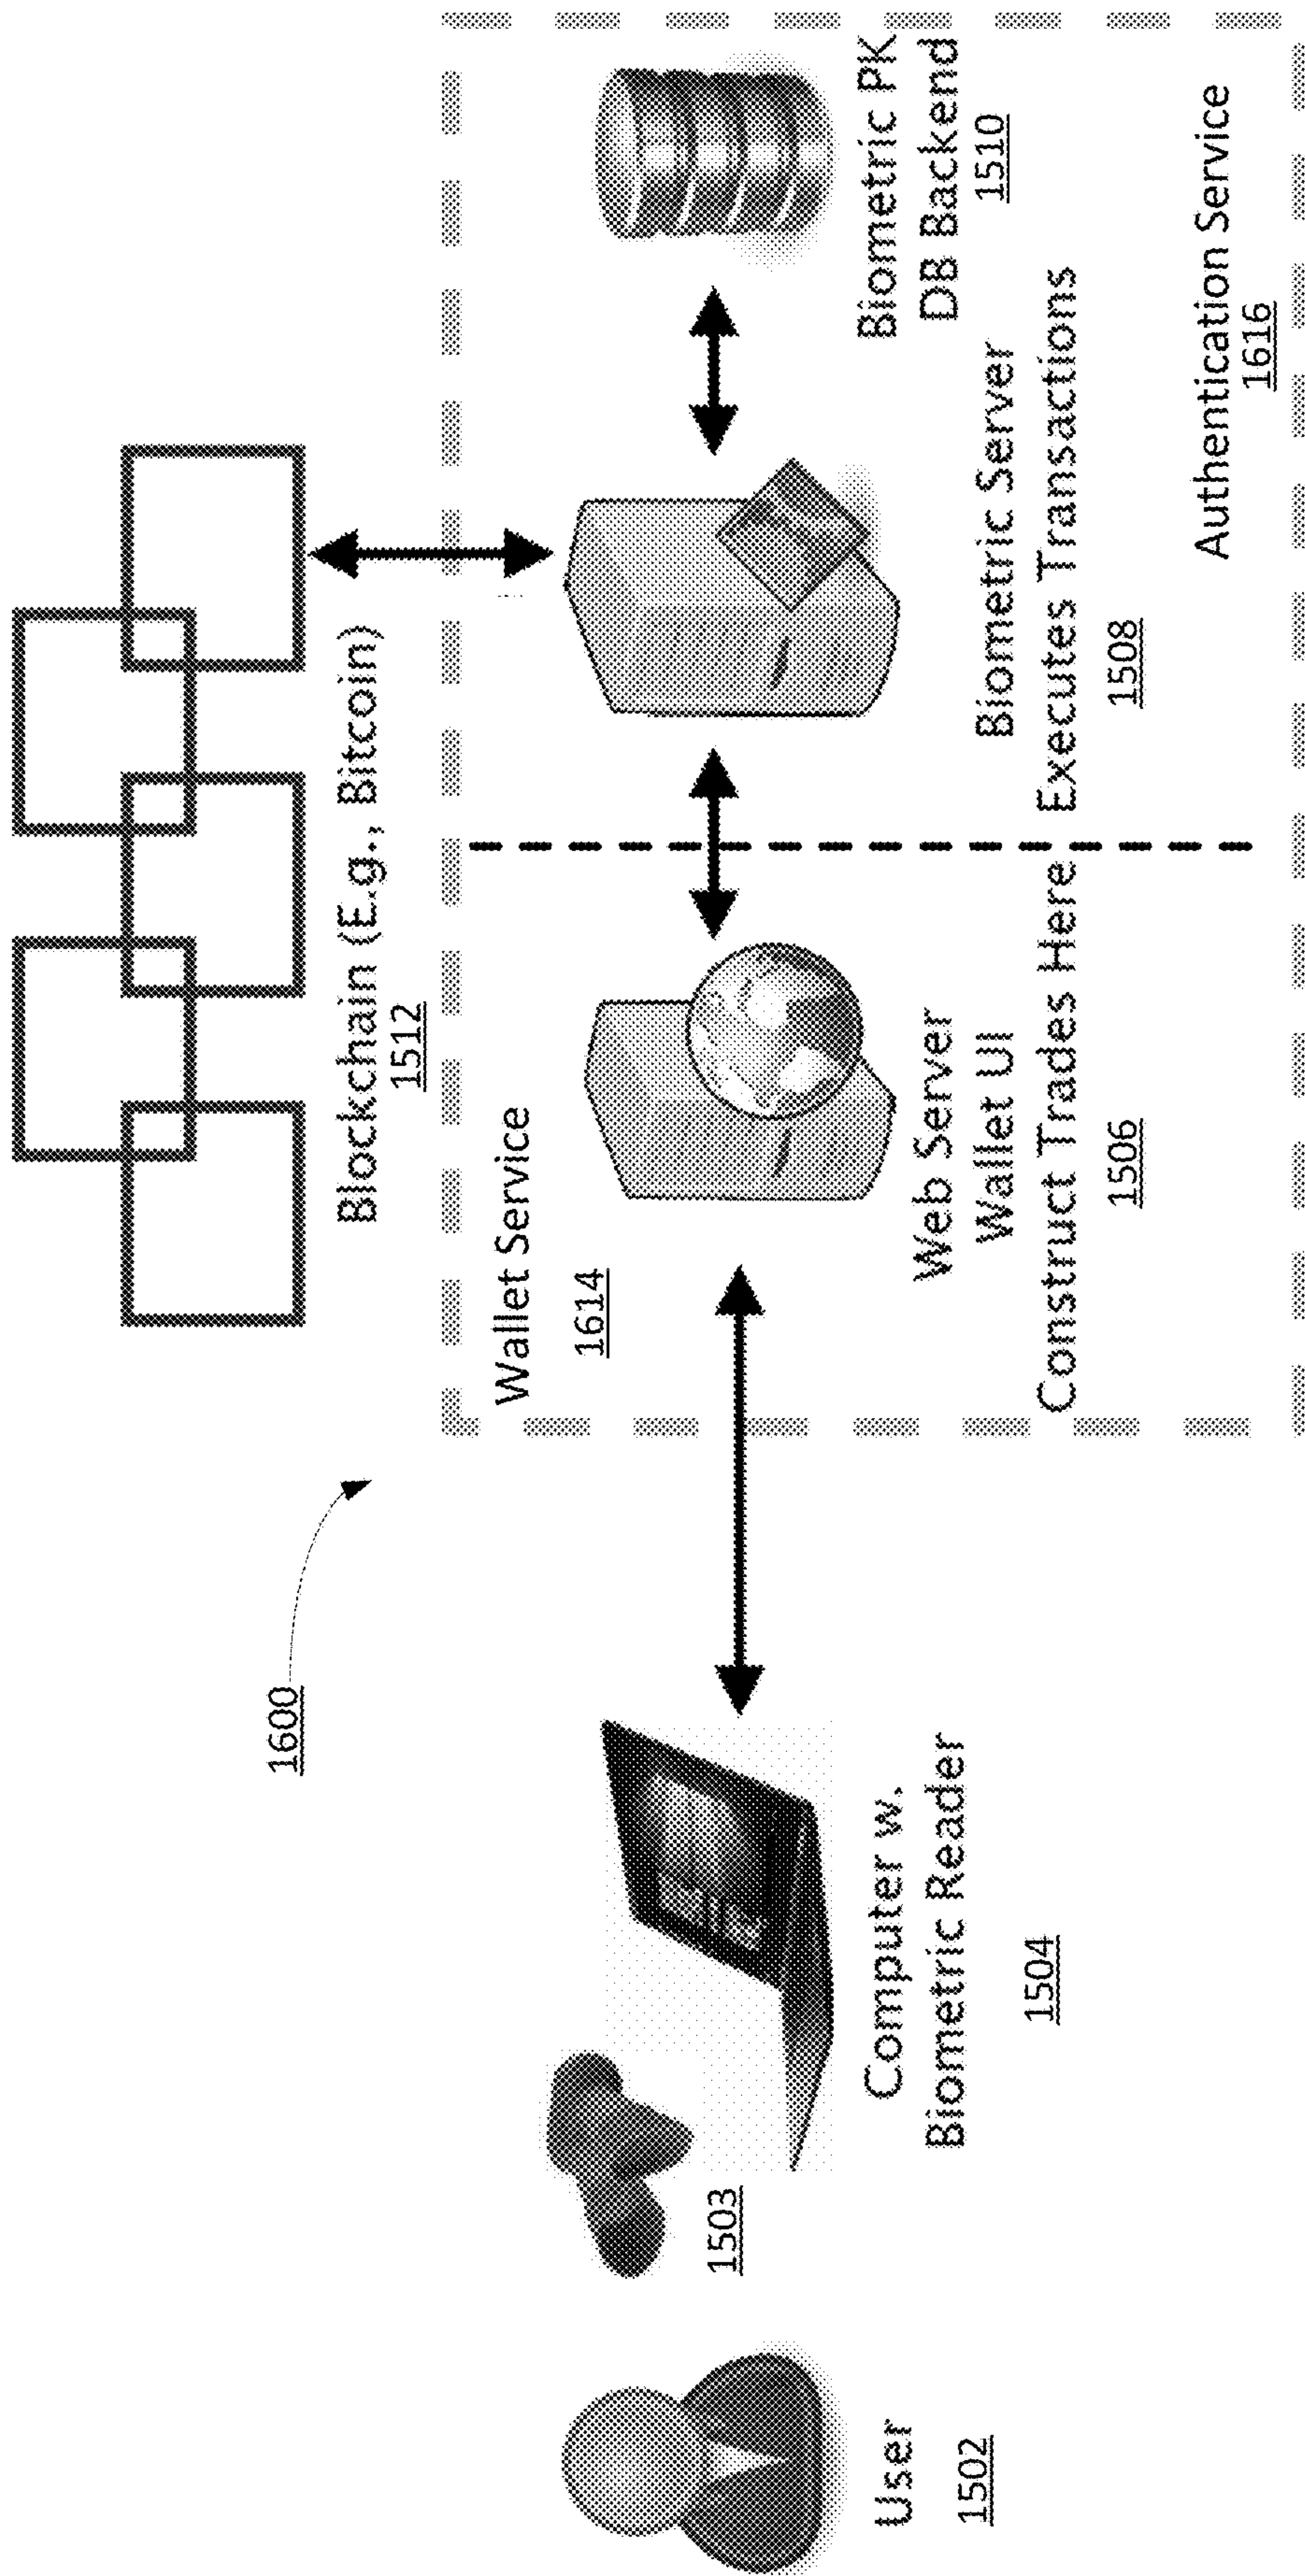 1600
Blockchain (E.g., Bitcoin)
1512
Wallet Service
1614
User
1502
1503
Computer w.
Biometric Reader
1504
Web Server
Wallet UI
Construct Trades Here
1506
Biometric Server
Executes Transactions
1508
Biometric PK
DB Backend
1510
Authentication Service
1616